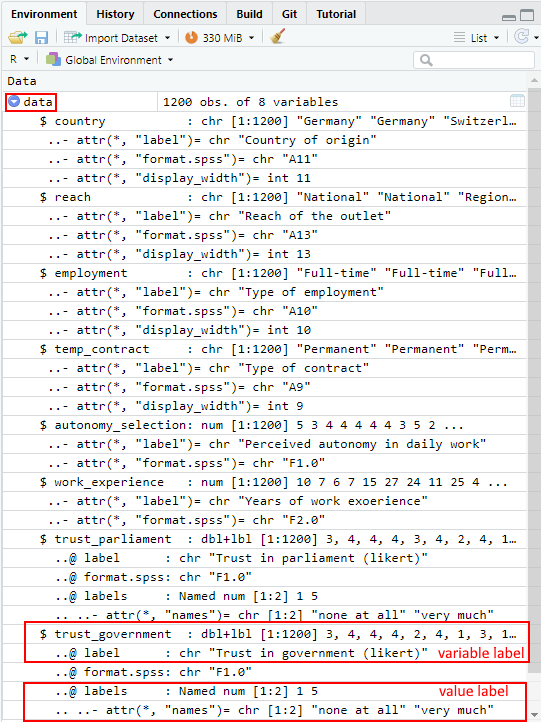 Environment History Connections Build Git Tutorial
Import Dataset 330 MiB List
R Global Environment
Data
data 1200 obs. of 8 variables
$ country : chr [1:1200] "Germany" "Germany" "Switzerl…
..- attr(*, "label")= chr "Country of origin"
..- attr(*, "format.spss")= chr "A11"
..- attr(*, "display_width")= int 11
$ reach : chr [1:1200] "National" "National" "Region…
..- attr(*, "label")= chr "Reach of the outlet"
..- attr(*, "format.spss")= chr "A13"
..- attr(*, "display_width")= int 13
$ employment : chr [1:1200] "Full-time" "Full-time" "Full…
..- attr(*, "label")= chr "Type of employment"
..- attr(*, "format.spss")= chr "A10"
..- attr(*, "display_width")= int 10
$ temp_contract : chr [1:1200] "Permanent" "Permanent" "Perm…
..- attr(*, "label")= chr "Type of contract"
..- attr(*, "format.spss")= chr "A9"
..- attr(*, "display_width")= int 9
$ autonomy_selection: num [1:1200] 5 3 4 4 4 4 4 3 5 2 ...
..- attr(*, "label")= chr "Perceived autonomy in daily work"
..- attr(*, "format.spss")= chr "F1.0"
$ work_experience : num [1:1200] 10 7 6 7 15 27 24 11 25 4 ...
..- attr(*, "label")= chr "Years of work exoerience"
..- attr(*, "format.spss")= chr "F2.0"
$ trust_parliament : dbl+lbl [1:1200] 3, 4, 4, 4, 3, 4, 2, 4, 1…
..@ label : chr "Trust in parliament (likert)"
..@ format.spss: chr "F1.0"
..@ labels : Named num [1:2] 1 5
.. ..- attr(*, "names")= chr [1:2] "none at all" "very much"
$ trust_government : dbl+lbl [1:1200] 3, 4, 4, 4, 2, 4, 1, 3, 1…
..@ label : chr "Trust in government (likert)" variable label
..@ format.spss: chr "F1.0"
..@ labels : Named num [1:2] 1 5 value label
.. ..- attr(*, "names")= chr [1:2] "none at all" "very much"